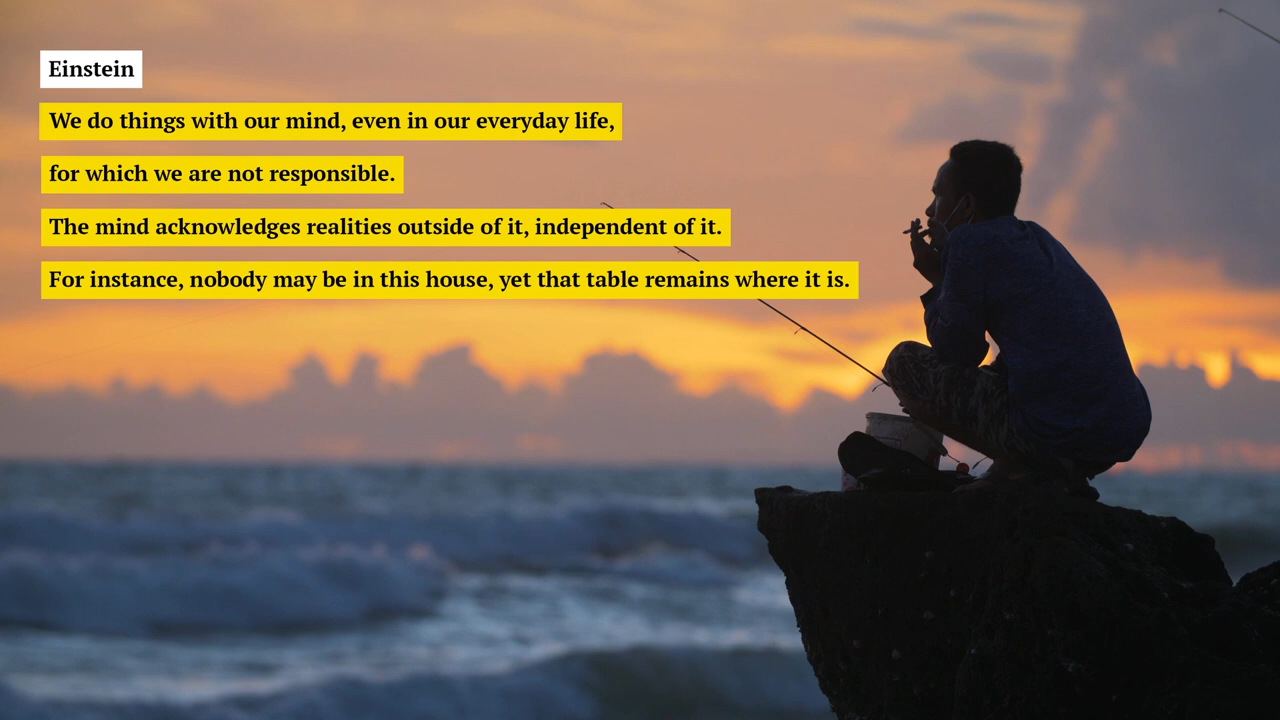 Einstein
We do things with our mind, even in our everyday life,
for which we are not responsible.
The mind acknowledges realities outside of it, independent of it.
For instance, nobody may be in this house, yet that table remains where it is.